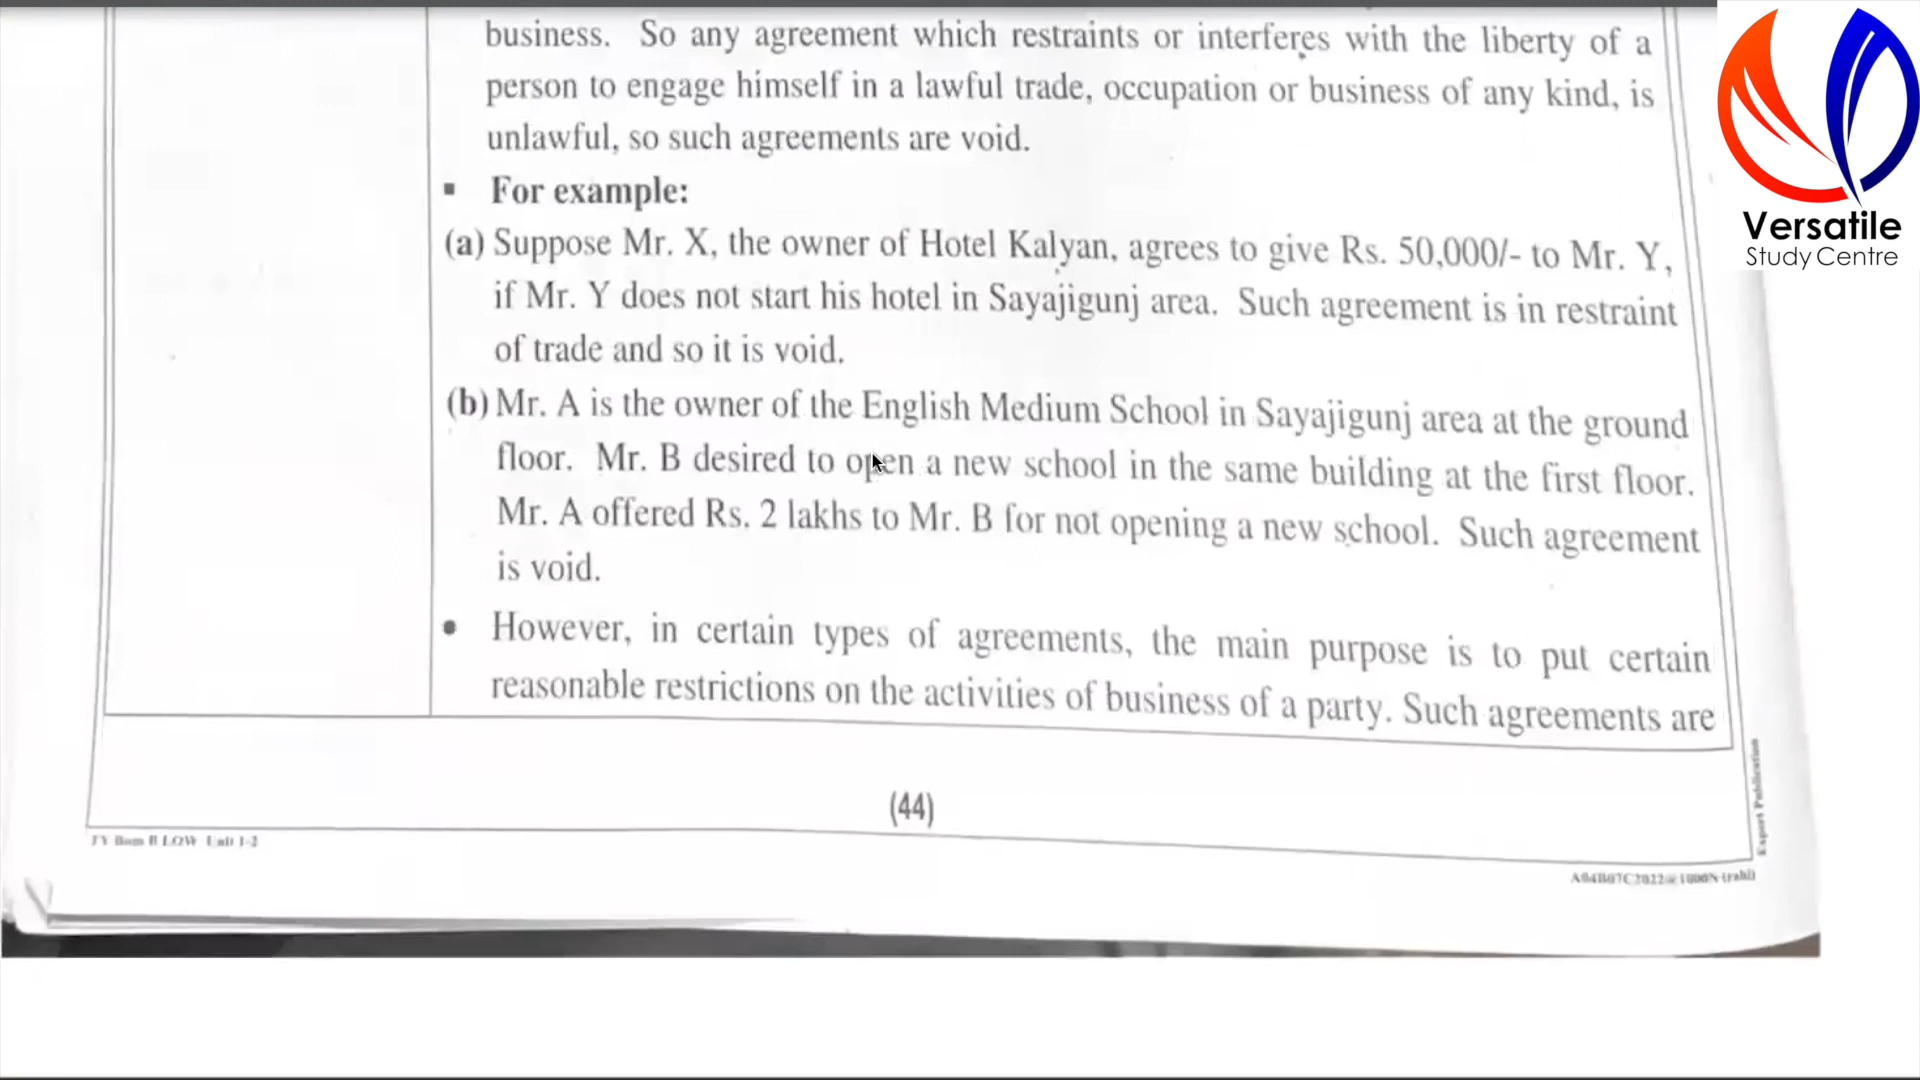 business. So any agreement which restraints or interferes with the liberty of a
person to engage himself in a lawful trade, occupation or business of any kind, is
unlawful, so such agreements are void.
▪ For example:
(a) Suppose Mr. X, the owner of Hotel Kalyan, agrees to give Rs. 50,000/- to Mr. Y,
if Mr. Y does not start his hotel in Sayajigunj area. Such agreement is in restraint
of trade and so it is void.
(b) Mr. A is the owner of the English Medium School in Sayajigunj area at the ground
floor. Mr. B desired to open a new school in the same building at the first floor.
Mr. A offered Rs. 2 lakhs to Mr. B for not opening a new school. Such agreement
is void.
• However, in certain types of agreements, the main purpose is to put certain
reasonable restrictions on the activities of business of a party. Such agreements are
(44)
Unit 1-2
Expert Publication
Versatile
Study Centre